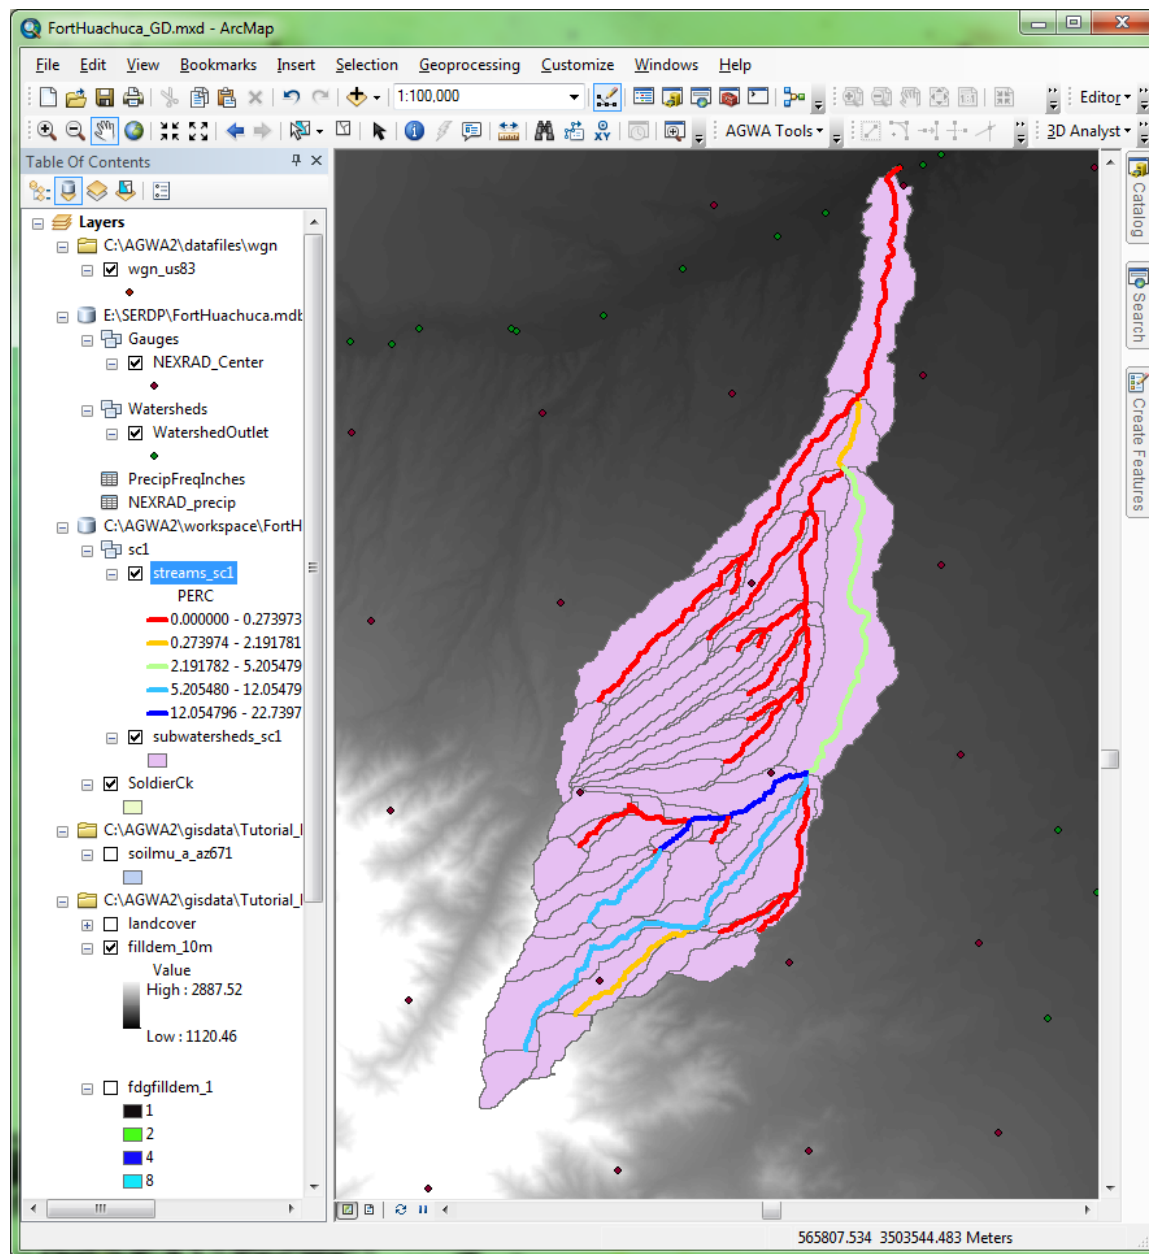 FortHuachuca_GD.mxd - ArcMap
File Edit View Bookmarks Insert Selection Geoprocessing Customize Windows Help
1:100,000
Editor
AGWA Tools
3D Analyst
Table Of Contents
Layers
C:\AGWA2\datafiles\wgn
wgn_us83
E:\SERDP\FortHuachuca.mdb
Gauges
NEXRAD_Center
Watersheds
WatershedOutlet
PrecipFreqInches
NEXRAD_precip
C:\AGWA2\workspace\FortH
sc1
streams_sc1
PERC
0.000000 - 0.273973
0.273974 - 2.191781
2.191782 - 5.205479
5.205480 - 12.05479
12.054796 - 22.7397
subwatersheds_sc1
SoldierCk
C:\AGWA2\gisdata\Tutorial_I
soilmu_a_az671
C:\AGWA2\gisdata\Tutorial_I
landcover
filldem_10m
Value
High : 2887.52
Low : 1120.46
fdgfilldem_1
1
2
4
8
Catalog
Search
Create Features
565807.534 3503544.483 Meters